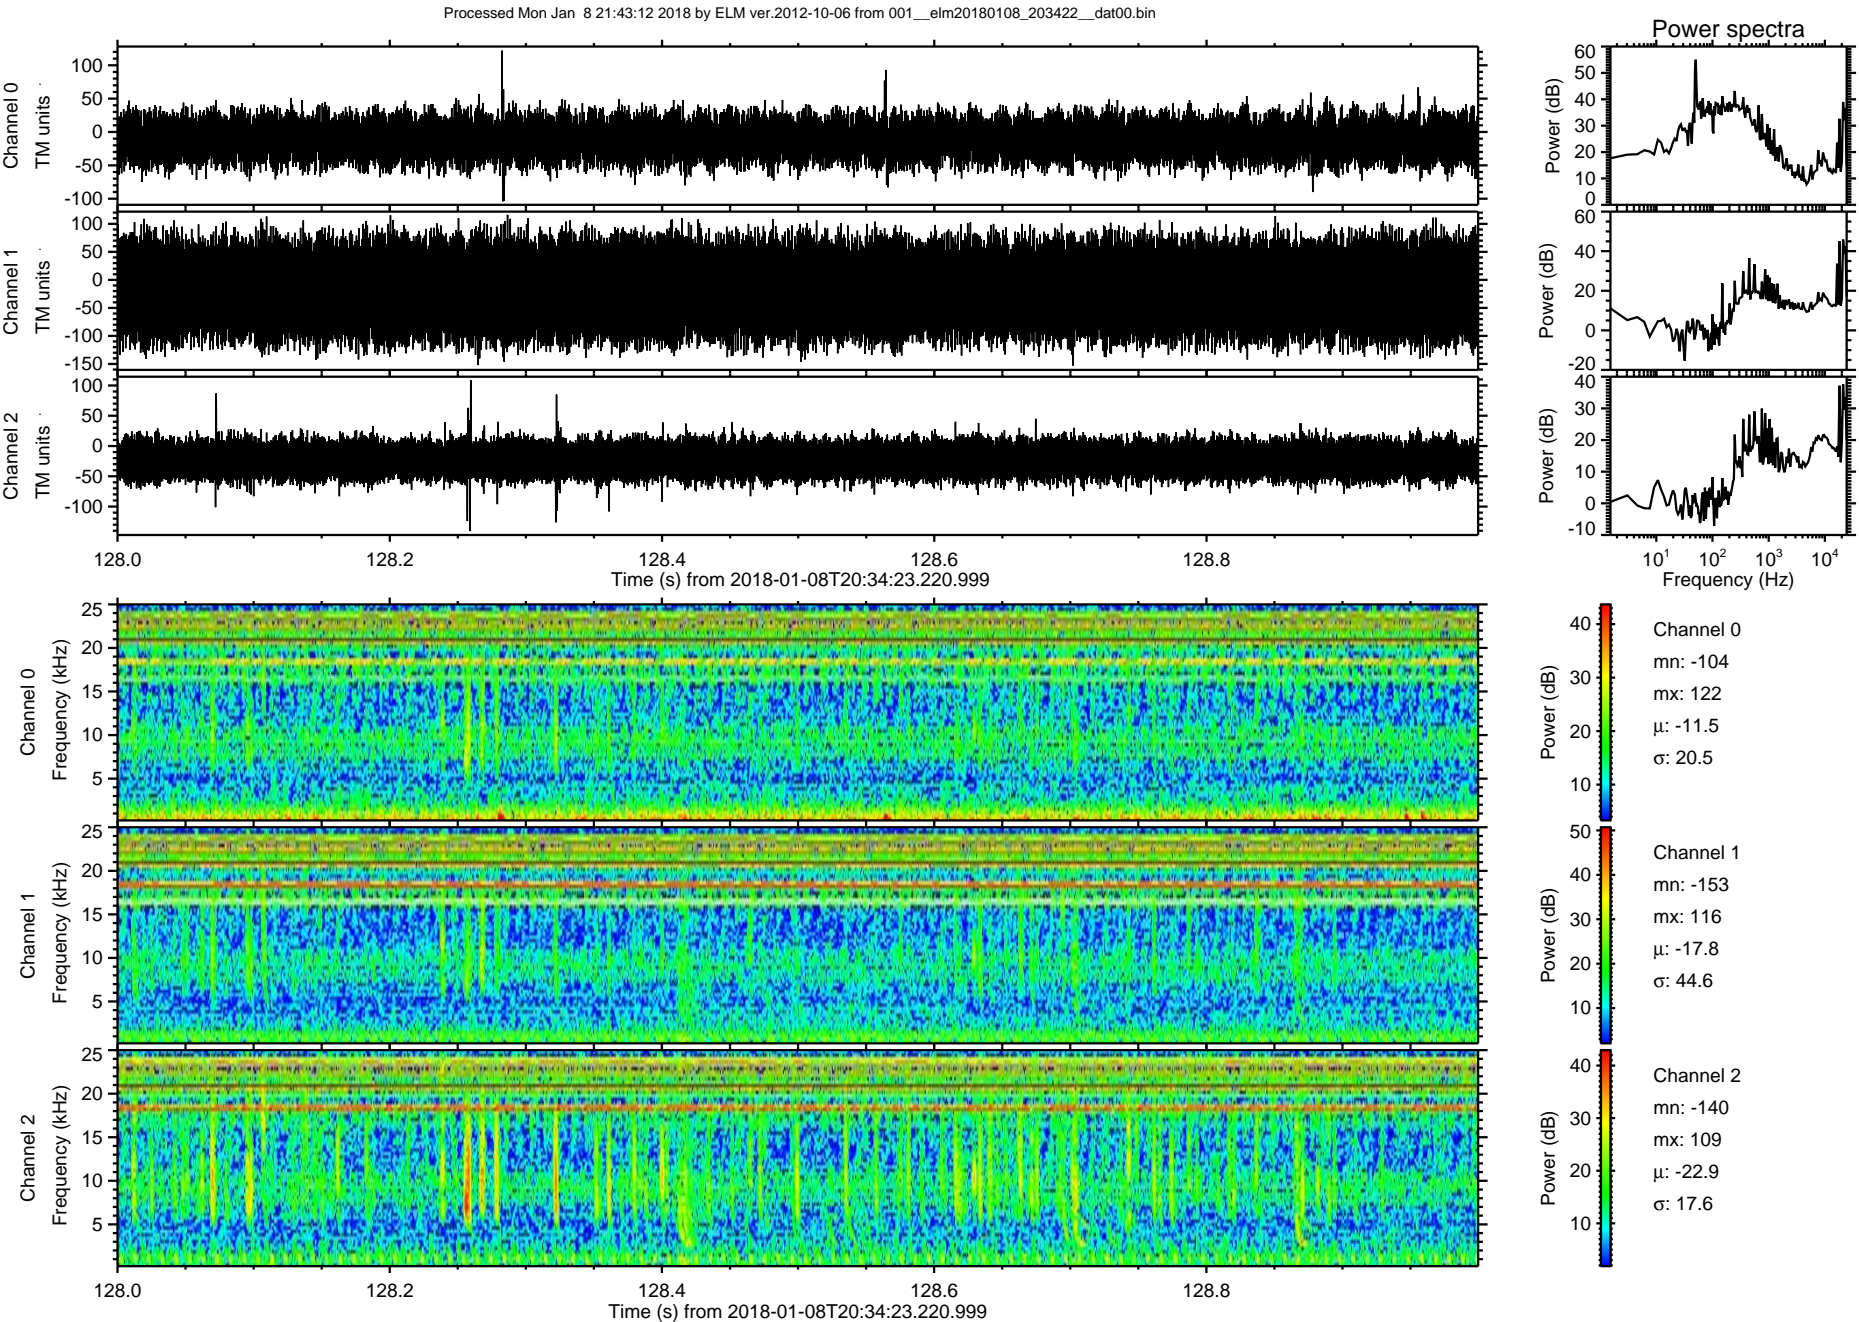 Processed Mon Jan  8 21:43:12 2018 by ELM ver.2012-10-06 from 001__elm20180108_203422__dat00.bin
Power spectra
Channel 0
TM units
100
50
0
-50
-100
Power (dB)
60
50
40
30
20
10
0
Channel 1
TM units
100
50
0
-50
-100
-150
Power (dB)
60
40
20
0
-20
Channel 2
TM units
100
50
0
-50
-100
Power (dB)
40
30
20
10
0
-10
128.0 128.2 128.4 128.6 128.8
Time (s) from 2018-01-08T20:34:23.220.999
10¹ 10² 10³ 10⁴
Frequency (Hz)
Channel 0
Frequency (kHz)
25
20
15
10
5
Power (dB)
40
30
20
10
Channel 0
mn: -104
mx: 122
μ: -11.5
σ: 20.5
Channel 1
Frequency (kHz)
25
20
15
10
5
Power (dB)
50
40
30
20
10
Channel 1
mn: -153
mx: 116
μ: -17.8
σ: 44.6
Channel 2
Frequency (kHz)
25
20
15
10
5
Power (dB)
40
30
20
10
Channel 2
mn: -140
mx: 109
μ: -22.9
σ: 17.6
128.0 128.2 128.4 128.6 128.8
Time (s) from 2018-01-08T20:34:23.220.999